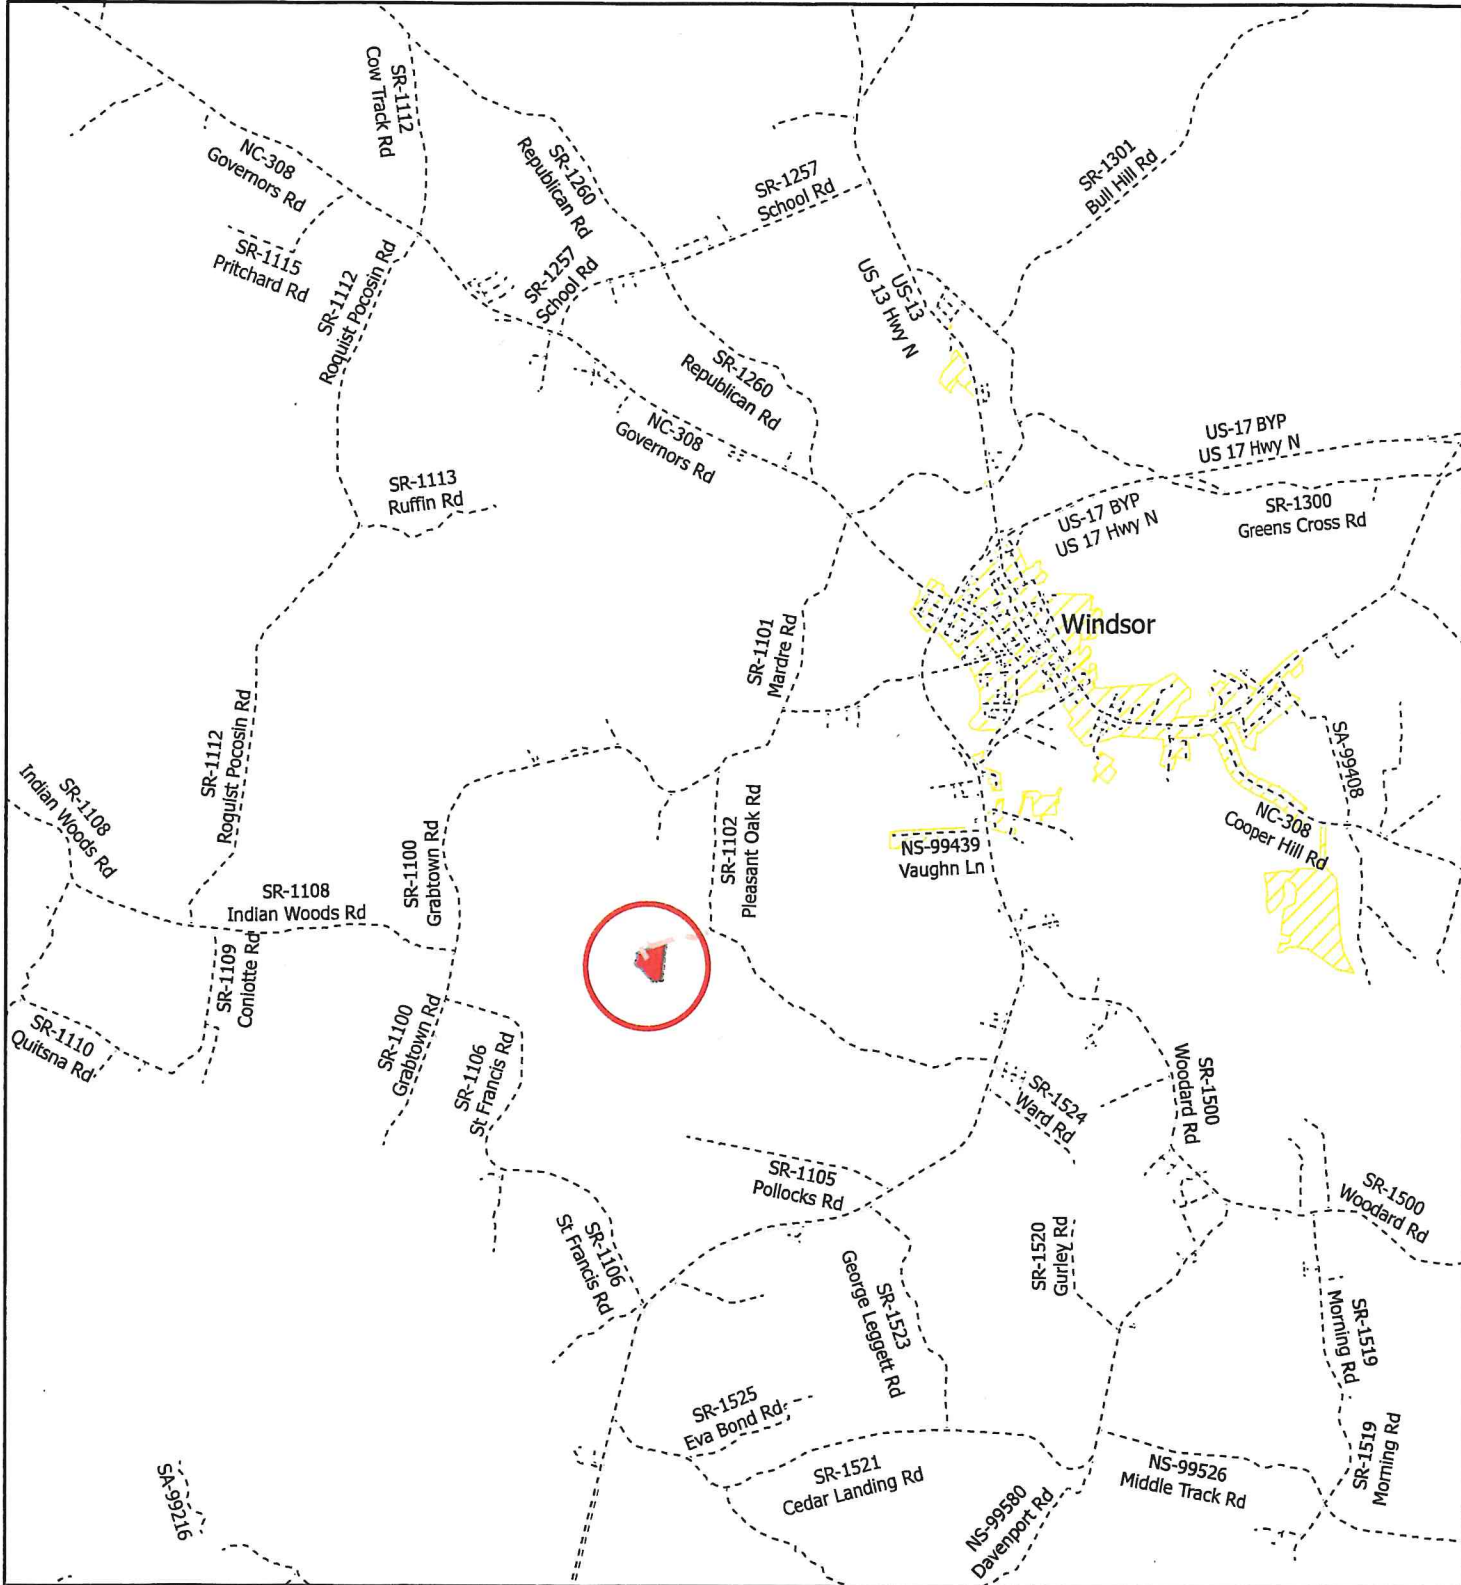 SR-1112
Cow Track Rd
NC-308
Governors Rd
SR-1260
Republican Rd
SR-1257
School Rd
SR-1301
Bull Hill Rd
SR-1115
Pritchard Rd
SR-1112
Roquist Pocosin Rd
SR-1257
School Rd
US-13
US 13 Hwy N
SR-1260
Republican Rd
NC-308
Governors Rd
US-17 BYP
US 17 Hwy N
SR-1113
Ruffin Rd
US-17 BYP
US 17 Hwy N
SR-1300
Greens Cross Rd
Windsor
SR-1101
Mardre Rd
SR-1112
Roquist Pocosin Rd
SR-1108
Indian Woods Rd
SA-99408
NC-308
Cooper Hill Rd
SR-1100
Grabtown Rd
SR-1102
Pleasant Oak Rd
NS-99439
Vaughn Ln
SR-1108
Indian Woods Rd
SR-1109
Coniotte Rd
SR-1110
Quitsna Rd
SR-1100
Grabtown Rd
SR-1106
St Francis Rd
SR-1524
Ward Rd
SR-1500
Woodard Rd
SR-1105
Pollocks Rd
SR-1500
Woodard Rd
SR-1106
St Francis Rd
SR-1520
Gurley Rd
SR-1523
George Leggett Rd
SR-1519
Morning Rd
SR-1525
Eva Bond Rd
SR-1519
Morning Rd
SR-1521
Cedar Landing Rd
NS-99526
Middle Track Rd
SA-99216
NS-99580
Davenport Rd